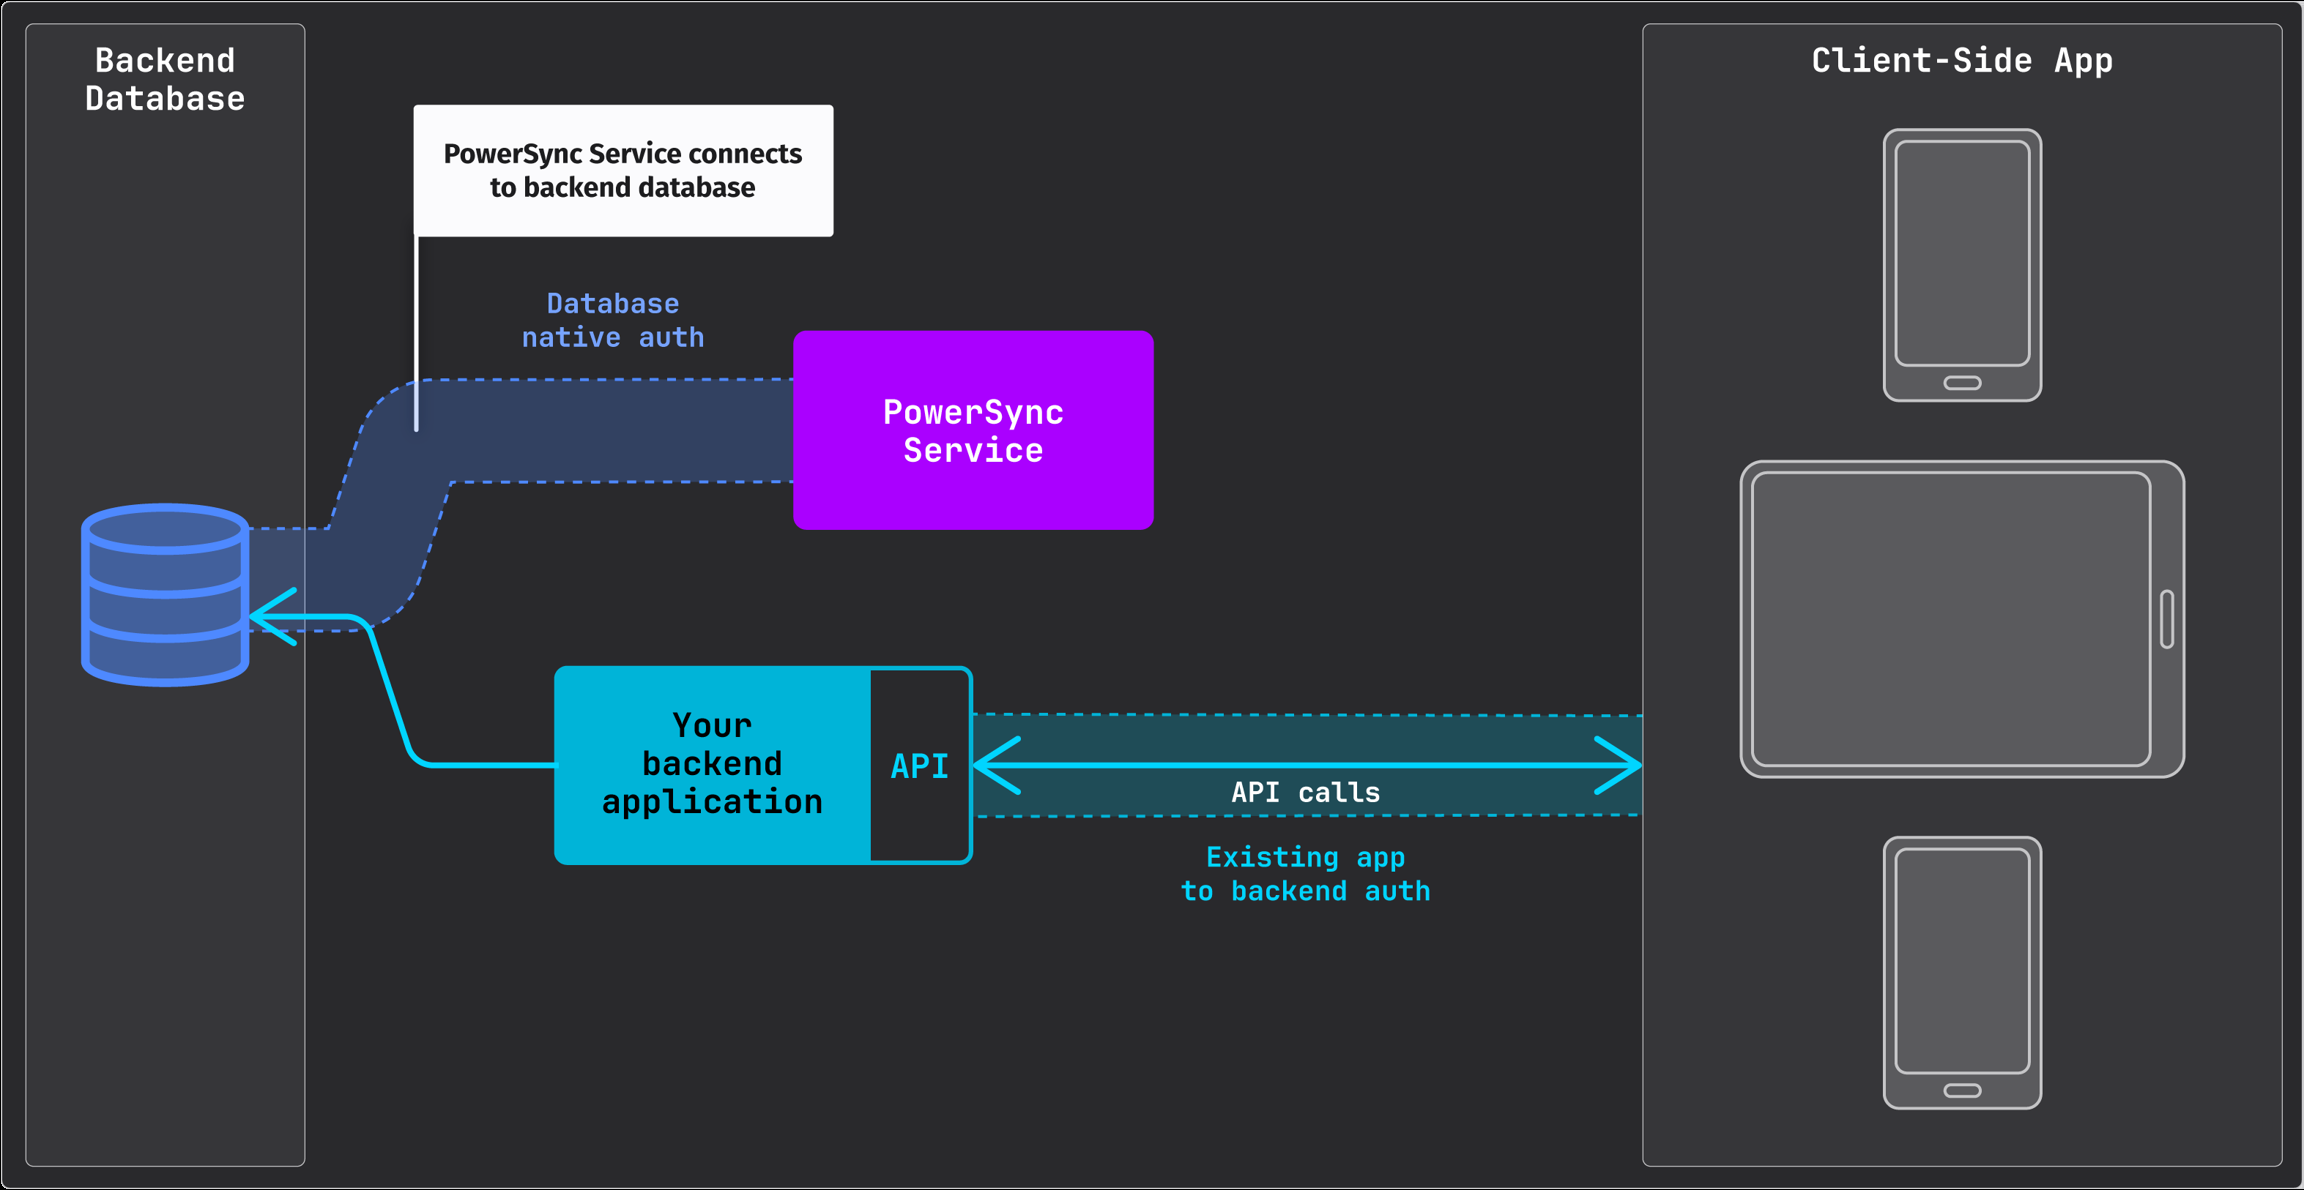 Backend
Database
PowerSync Service connects
to backend database
Database
native auth
PowerSync
Service
Your
backend
application
API
API calls
Existing app
to backend auth
Client-Side App